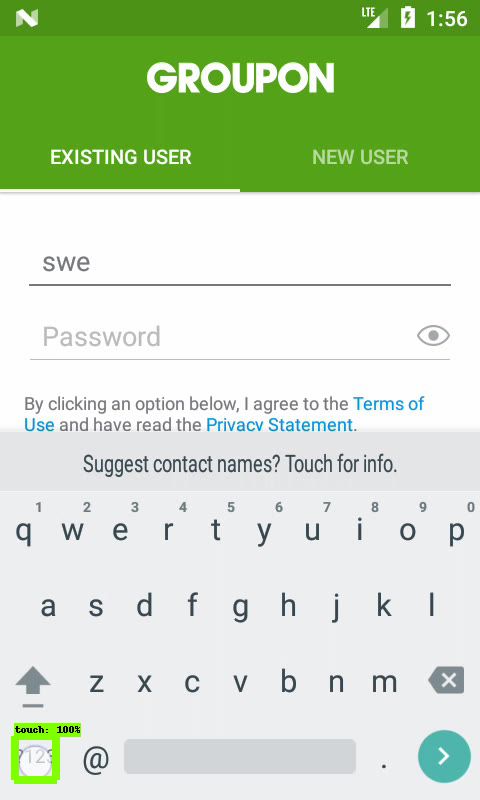 LTE 1:56
GROUPON
EXISTING USER NEW USER
swe
Password
By clicking an option below, I agree to the Terms of
Use and have read the Privacy Statement.
Suggest contact names? Touch for info.
1 2 3 4 5 6 7 8 9 0
q w e r t y u i o p
a s d f g h j k l
z x c v b n m
touch: 100%
?123 @ .